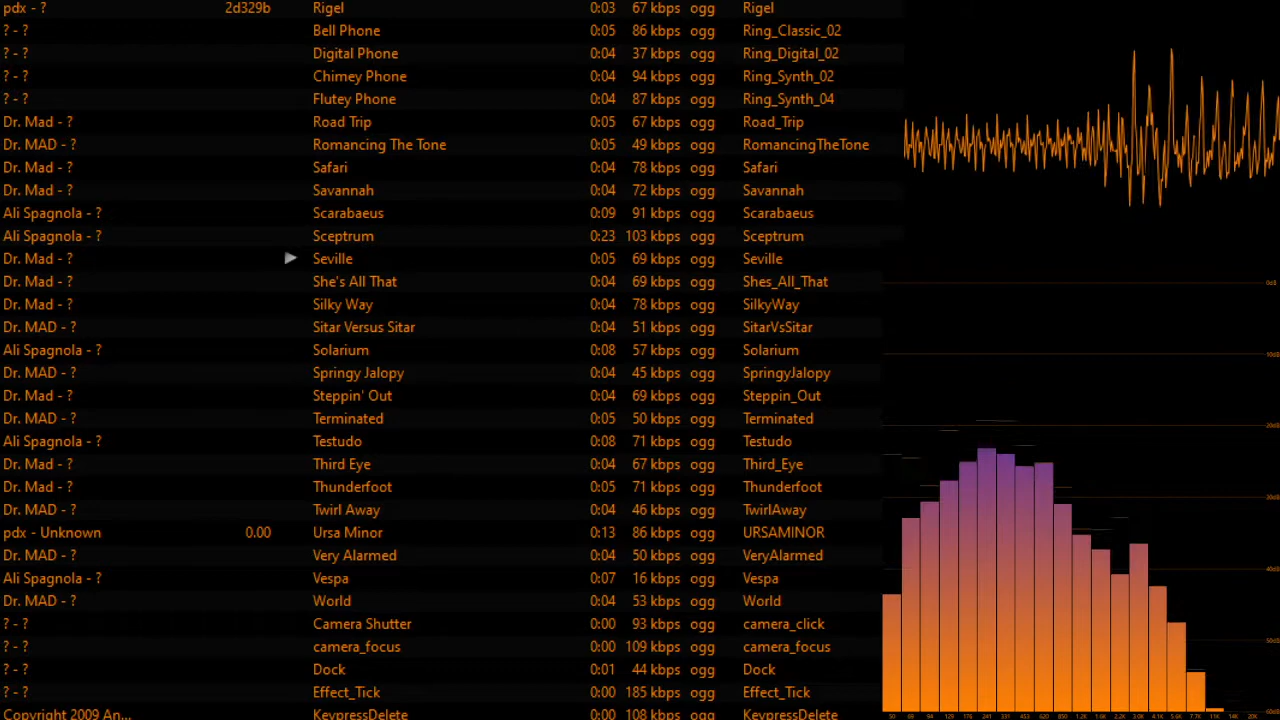 pdx - ? 2d329b Rigel 0:03 67 kbps ogg Rigel
? - ? Bell Phone 0:05 86 kbps ogg Ring_Classic_02
? - ? Digital Phone 0:04 37 kbps ogg Ring_Digital_02
? - ? Chimey Phone 0:04 94 kbps ogg Ring_Synth_02
? - ? Flutey Phone 0:04 87 kbps ogg Ring_Synth_04
Dr. Mad - ? Road Trip 0:05 67 kbps ogg Road_Trip
Dr. MAD - ? Romancing The Tone 0:05 49 kbps ogg RomancingTheTone
Dr. Mad - ? Safari 0:04 78 kbps ogg Safari
Dr. Mad - ? Savannah 0:04 72 kbps ogg Savannah
Ali Spagnola - ? Scarabaeus 0:09 91 kbps ogg Scarabaeus
Ali Spagnola - ? Sceptrum 0:23 103 kbps ogg Sceptrum
Dr. Mad - ? Seville 0:05 69 kbps ogg Seville
Dr. Mad - ? She's All That 0:04 69 kbps ogg Shes_All_That
Dr. Mad - ? Silky Way 0:04 78 kbps ogg SilkyWay
Dr. MAD - ? Sitar Versus Sitar 0:04 51 kbps ogg SitarVsSitar
Ali Spagnola - ? Solarium 0:08 57 kbps ogg Solarium
Dr. MAD - ? Springy Jalopy 0:04 45 kbps ogg SpringyJalopy
Dr. Mad - ? Steppin' Out 0:04 69 kbps ogg Steppin_Out
Dr. MAD - ? Terminated 0:05 50 kbps ogg Terminated
Ali Spagnola - ? Testudo 0:08 71 kbps ogg Testudo
Dr. Mad - ? Third Eye 0:04 67 kbps ogg Third_Eye
Dr. Mad - ? Thunderfoot 0:05 71 kbps ogg Thunderfoot
Dr. MAD - ? Twirl Away 0:04 46 kbps ogg TwirlAway
pdx - Unknown 0.00 Ursa Minor 0:13 86 kbps ogg URSAMINOR
Dr. MAD - ? Very Alarmed 0:04 50 kbps ogg VeryAlarmed
Ali Spagnola - ? Vespa 0:07 16 kbps ogg Vespa
Dr. MAD - ? World 0:04 53 kbps ogg World
? - ? Camera Shutter 0:00 93 kbps ogg camera_click
? - ? camera_focus 0:00 109 kbps ogg camera_focus
? - ? Dock 0:01 44 kbps ogg Dock
? - ? Effect_Tick 0:00 185 kbps ogg Effect_Tick
Copyright 2009 An... KeypressDelete 0:00 108 kbps ogg KeypressDelete